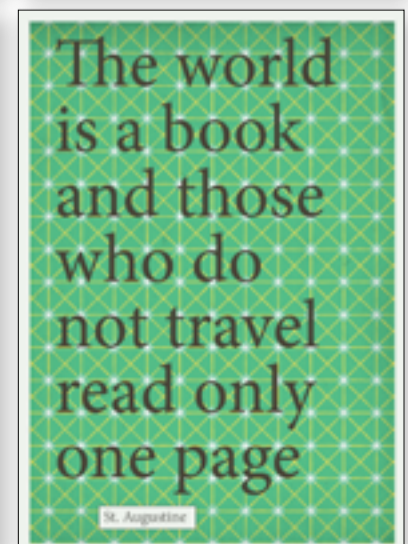 The world
is a book
and those
who do
not travel
read only
one page
St. Augustine